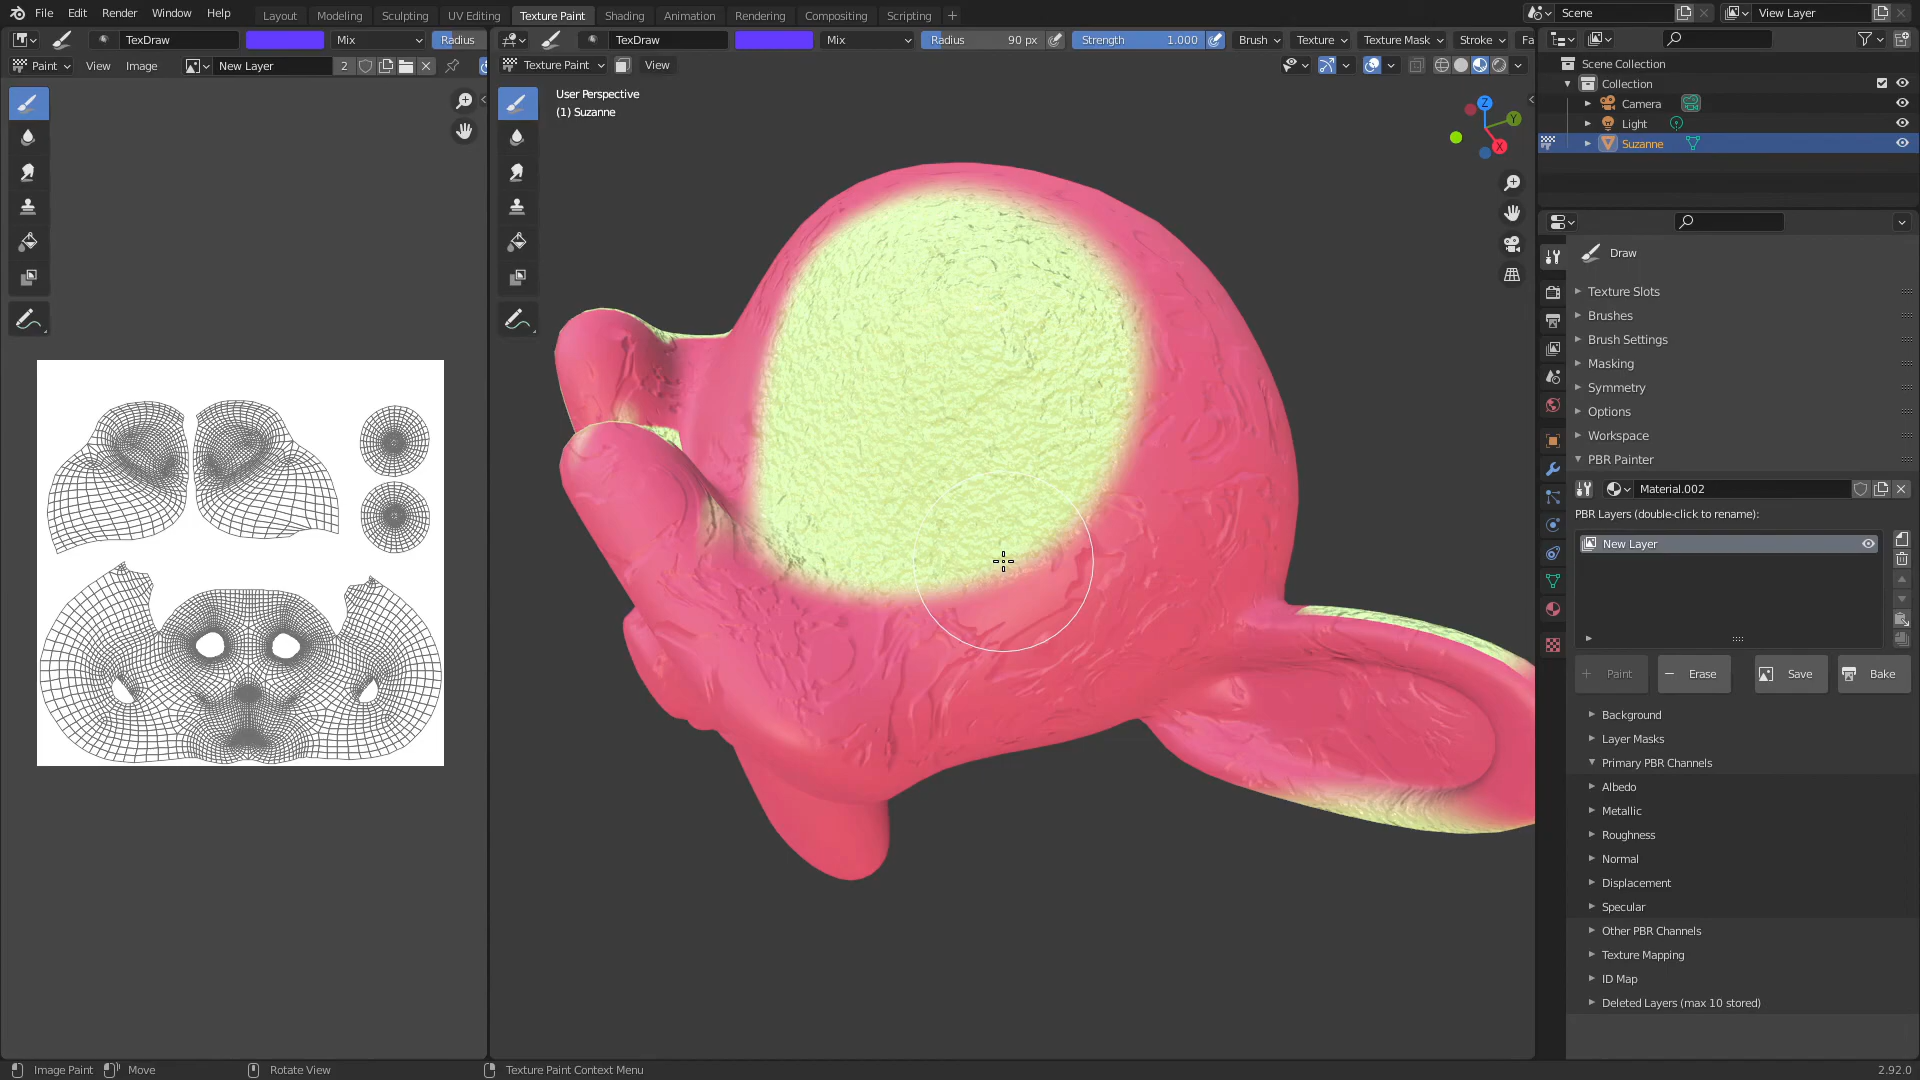 File Edit Render Window Help Layout Modeling Sculpting UV Editing Texture Paint Shading Animation Rendering Compositing Scripting + Scene View Layer
TexDraw Mix Radius TexDraw Mix Radius 90 px Strength 1.000 Brush Texture Texture Mask Stroke Fa
Paint View Image New Layer 2 Texture Paint View
Scene Collection
Collection
Camera
Light
Suzanne
User Perspective
(1) Suzanne
Z
Y
X
Draw
Texture Slots
Brushes
Brush Settings
Masking
Symmetry
Options
Workspace
PBR Painter
Material.002
PBR Layers (double-click to rename):
New Layer
Paint Erase Save Bake
Background
Layer Masks
Primary PBR Channels
Albedo
Metallic
Roughness
Normal
Displacement
Specular
Other PBR Channels
Texture Mapping
ID Map
Deleted Layers (max 10 stored)
Image Paint Move Rotate View Texture Paint Context Menu 2.92.0